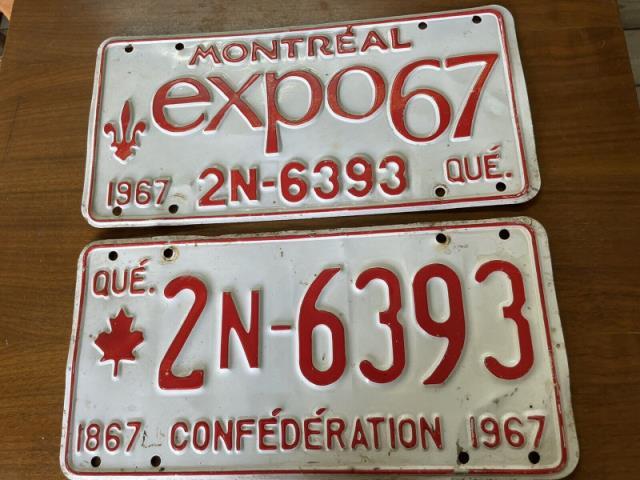 MONTRÉAL
expo67
1967 2N-6393 QUÉ.
QUÉ.
2N-6393
1867 CONFÉDÉRATION 1967